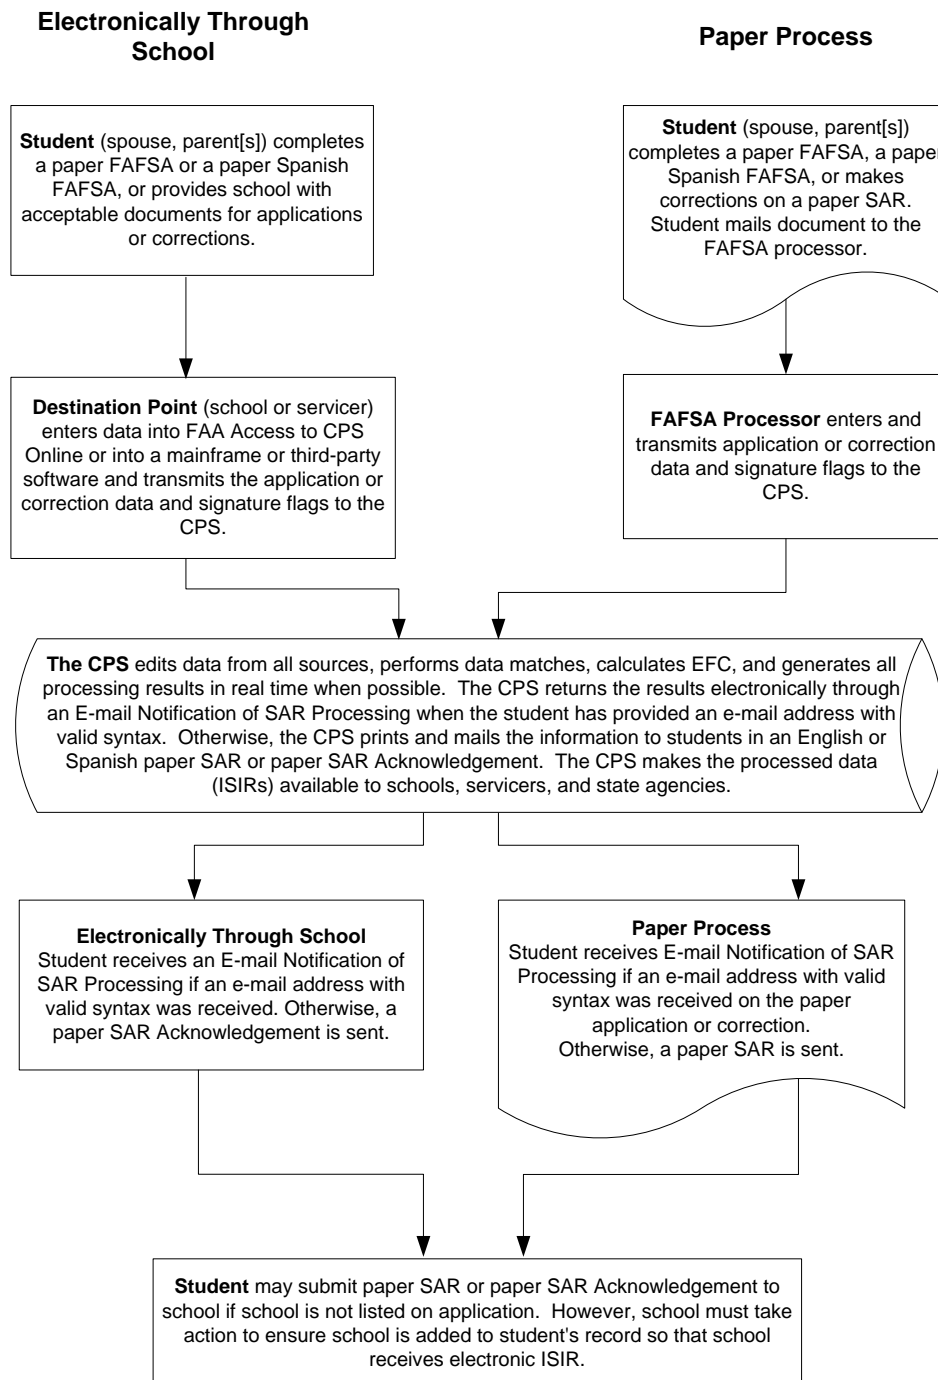 Electronically Through
School
Paper Process
Student (spouse, parent[s]) completes
a paper FAFSA or a paper Spanish
FAFSA, or provides school with
acceptable documents for applications
or corrections.
Student (spouse, parent[s])
completes a paper FAFSA, a paper
Spanish FAFSA, or makes
corrections on a paper SAR.
Student mails document to the
FAFSA processor.
Destination Point (school or servicer)
enters data into FAA Access to CPS
Online or into a mainframe or third-party
software and transmits the application or
correction data and signature flags to the
CPS.
FAFSA Processor enters and
transmits application or correction
data and signature flags to the
CPS.
The CPS edits data from all sources, performs data matches, calculates EFC, and generates all
processing results in real time when possible.  The CPS returns the results electronically through
an E-mail Notification of SAR Processing when the student has provided an e-mail address with
valid syntax.  Otherwise, the CPS prints and mails the information to students in an English or
Spanish paper SAR or paper SAR Acknowledgement.  The CPS makes the processed data
(ISIRs) available to schools, servicers, and state agencies.
Electronically Through School
Student receives an E-mail Notification of
SAR Processing if an e-mail address with
valid syntax was received. Otherwise, a
paper SAR Acknowledgement is sent.
Paper Process
Student receives E-mail Notification of SAR
Processing if an e-mail address with valid
syntax was received on the paper
application or correction.
Otherwise, a paper SAR is sent.
Student may submit paper SAR or paper SAR Acknowledgement to
school if school is not listed on application.  However, school must take
action to ensure school is added to student's record so that school
receives electronic ISIR.